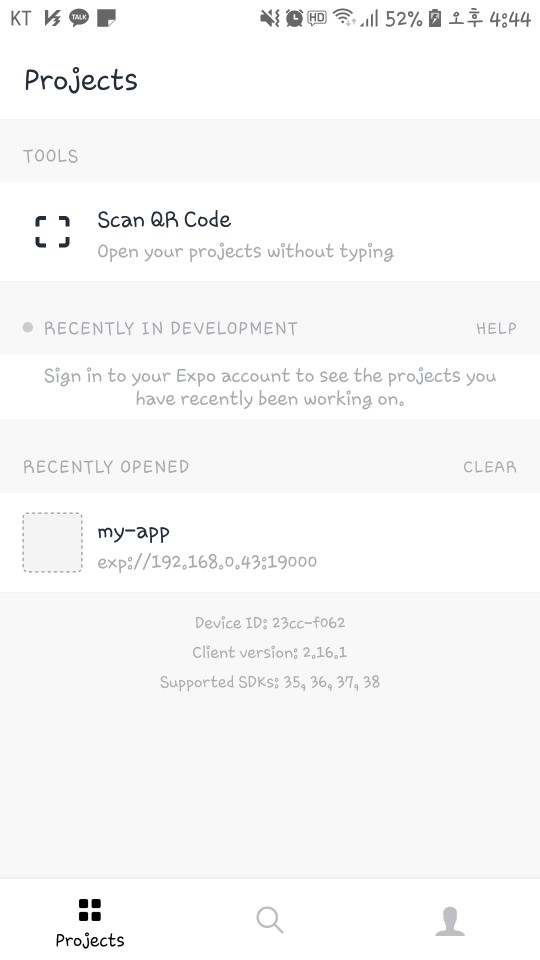 KT TALK HD 52% 오후 4:44
Projects
TOOLS
Scan QR Code
Open your projects without typing
RECENTLY IN DEVELOPMENT HELP
Sign in to your Expo account to see the projects you
have recently been working on.
RECENTLY OPENED CLEAR
my-app
exp://192.168.0.43:19000
Device ID: 23cc-f062
Client version: 2.16.1
Supported SDKs: 35, 36, 37, 38
Projects